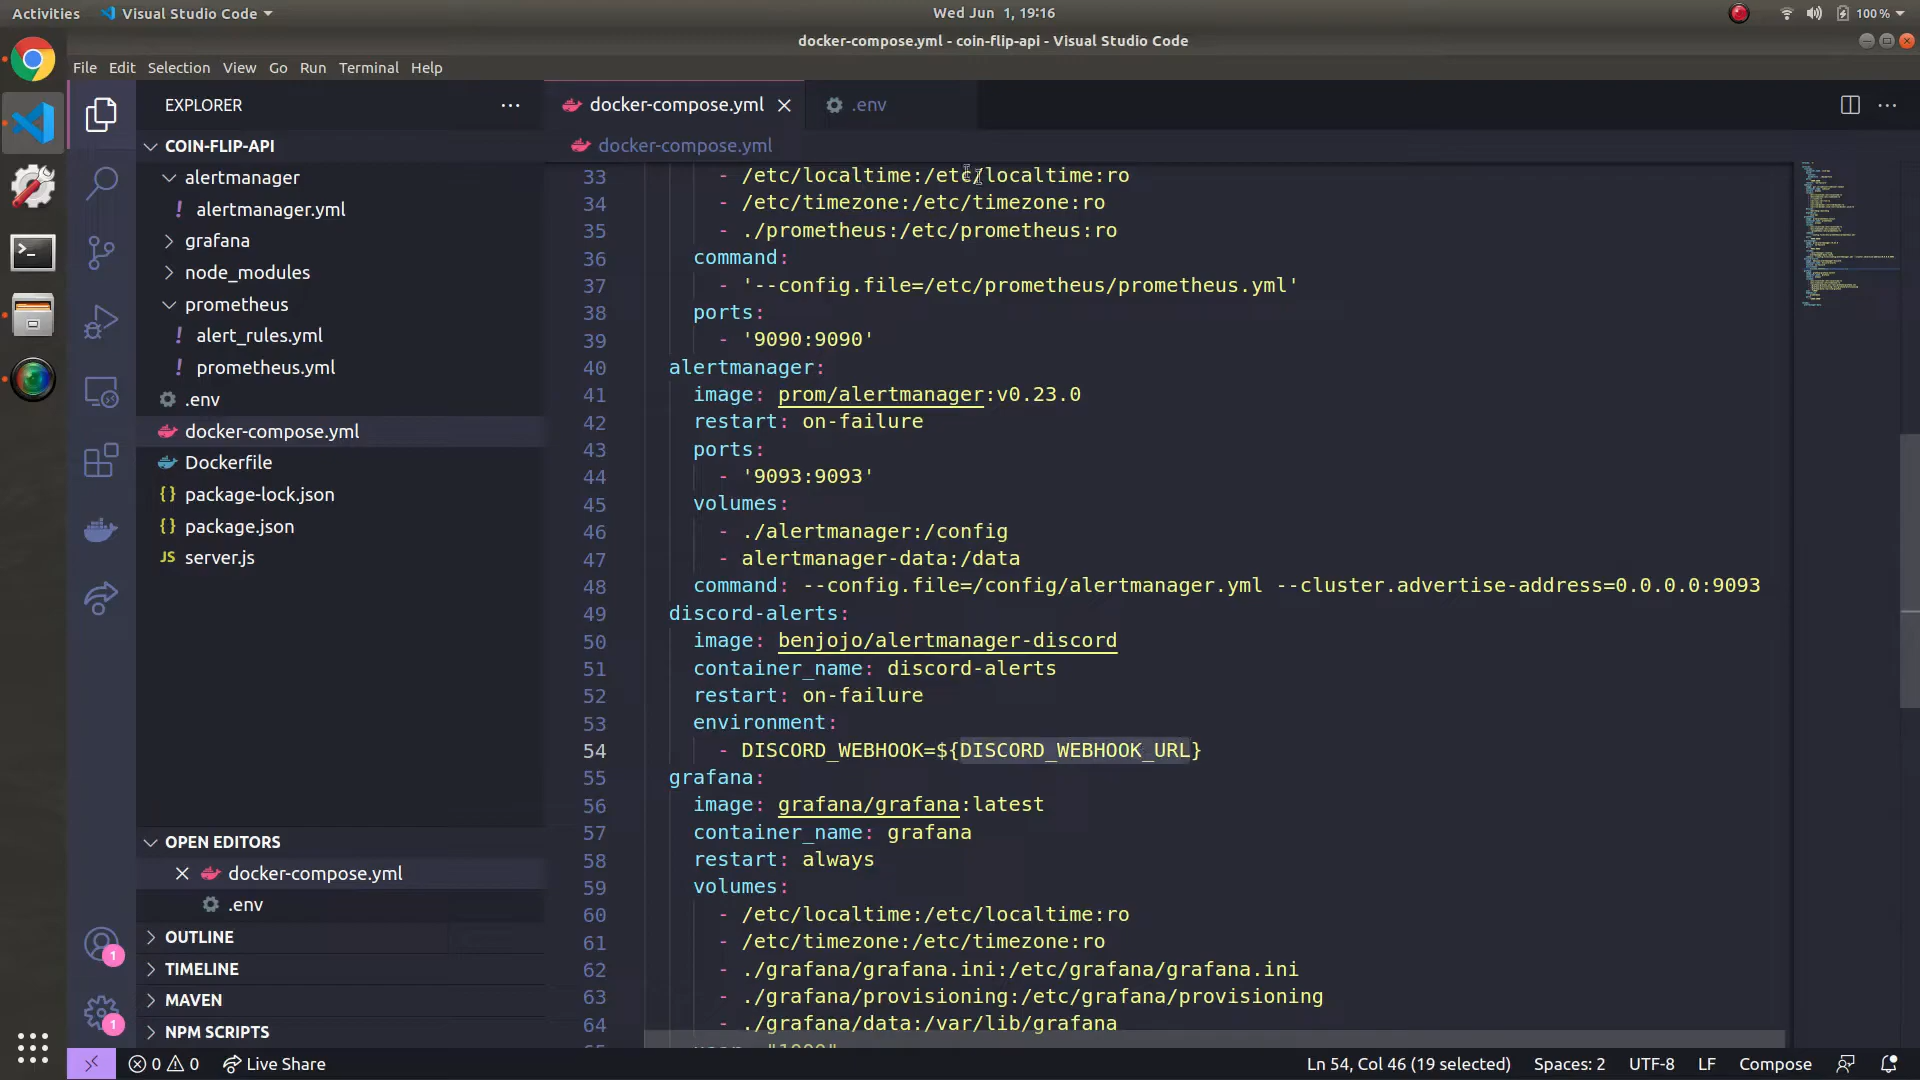 Activities
Visual Studio Code
Wed Jun 1, 19:16
100 %
docker-compose.yml - coin-flip-api - Visual Studio Code
File Edit Selection View Go Run Terminal Help
EXPLORER
docker-compose.yml
.env
COIN-FLIP-API
docker-compose.yml
alertmanager
alertmanager.yml
grafana
node_modules
prometheus
alert_rules.yml
prometheus.yml
.env
docker-compose.yml
Dockerfile
package-lock.json
package.json
JS server.js
OPEN EDITORS
docker-compose.yml
.env
OUTLINE
TIMELINE
MAVEN
NPM SCRIPTS
1
1
33 - /etc/localtime:/etc/localtime:ro
34 - /etc/timezone:/etc/timezone:ro
35 - ./prometheus:/etc/prometheus:ro
36 command:
37 - '--config.file=/etc/prometheus/prometheus.yml'
38 ports:
39 - '9090:9090'
40 alertmanager:
41 image: prom/alertmanager:v0.23.0
42 restart: on-failure
43 ports:
44 - '9093:9093'
45 volumes:
46 - ./alertmanager:/config
47 - alertmanager-data:/data
48 command: --config.file=/config/alertmanager.yml --cluster.advertise-address=0.0.0.0:9093
49 discord-alerts:
50 image: benjojo/alertmanager-discord
51 container_name: discord-alerts
52 restart: on-failure
53 environment:
54 - DISCORD_WEBHOOK=${DISCORD_WEBHOOK_URL}
55 grafana:
56 image: grafana/grafana:latest
57 container_name: grafana
58 restart: always
59 volumes:
60 - /etc/localtime:/etc/localtime:ro
61 - /etc/timezone:/etc/timezone:ro
62 - ./grafana/grafana.ini:/etc/grafana/grafana.ini
63 - ./grafana/provisioning:/etc/grafana/provisioning
64 - ./grafana/data:/var/lib/grafana
0 0 Live Share
Ln 54, Col 46 (19 selected) Spaces: 2 UTF-8 LF Compose